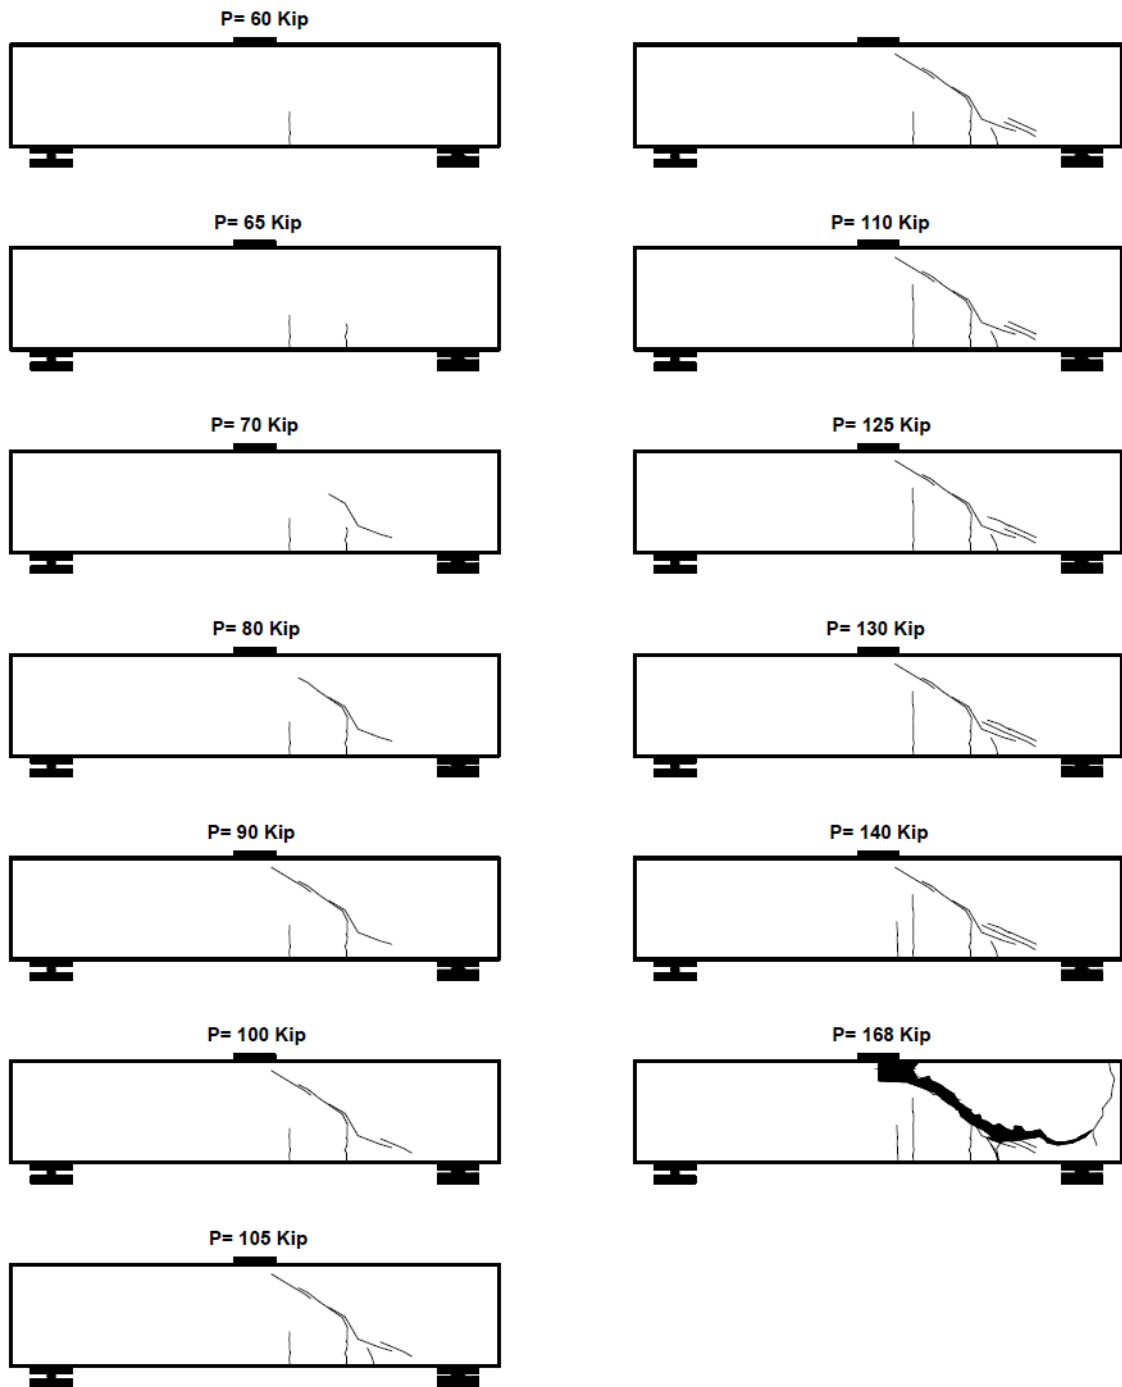 P= 60 Kip
P= 65 Kip
P= 70 Kip
P= 80 Kip
P= 90 Kip
P= 100 Kip
P= 105 Kip
P= 110 Kip
P= 125 Kip
P= 130 Kip
P= 140 Kip
P= 168 Kip